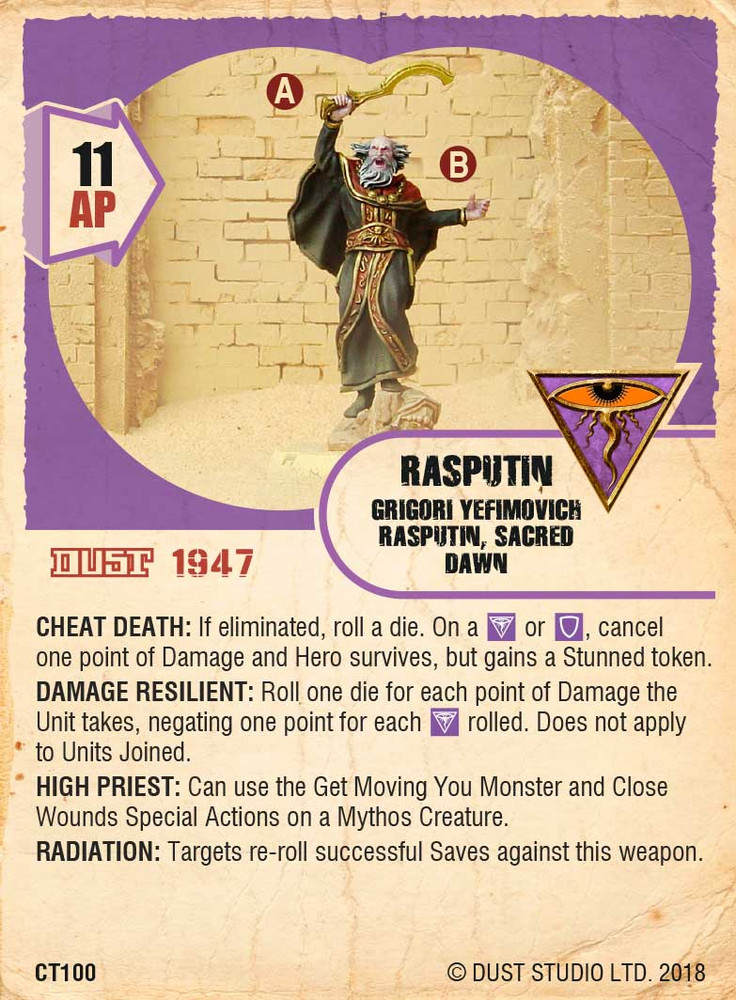 A
B
11
AP
RASPUTIN
GRIGORI YEFIMOVICH
RASPUTIN, SACRED
DAWN
DUST 1947
CHEAT DEATH: If eliminated, roll a die. On a or , cancel
one point of Damage and Hero survives, but gains a Stunned token.
DAMAGE RESILIENT: Roll one die for each point of Damage the
Unit takes, negating one point for each rolled. Does not apply
to Units Joined.
HIGH PRIEST: Can use the Get Moving You Monster and Close
Wounds Special Actions on a Mythos Creature.
RADIATION: Targets re-roll successful Saves against this weapon.
CT100
© DUST STUDIO LTD. 2018